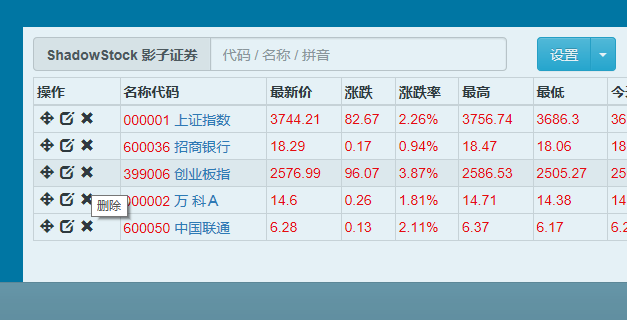 ShadowStock 影子证券 代码 / 名称 / 拼音 设置
操作 名称代码 最新价 涨跌 涨跌率 最高 最低
000001 上证指数 3744.21 82.67 2.26% 3756.74 3686.3 36
600036 招商银行 18.29 0.17 0.94% 18.47 18.06 18
399006 创业板指 2576.99 96.07 3.87% 2586.53 2505.27 25
000002 万 科A 14.6 0.26 1.81% 14.71 14.38 14
删除
600050 中国联通 6.28 0.13 2.11% 6.37 6.17